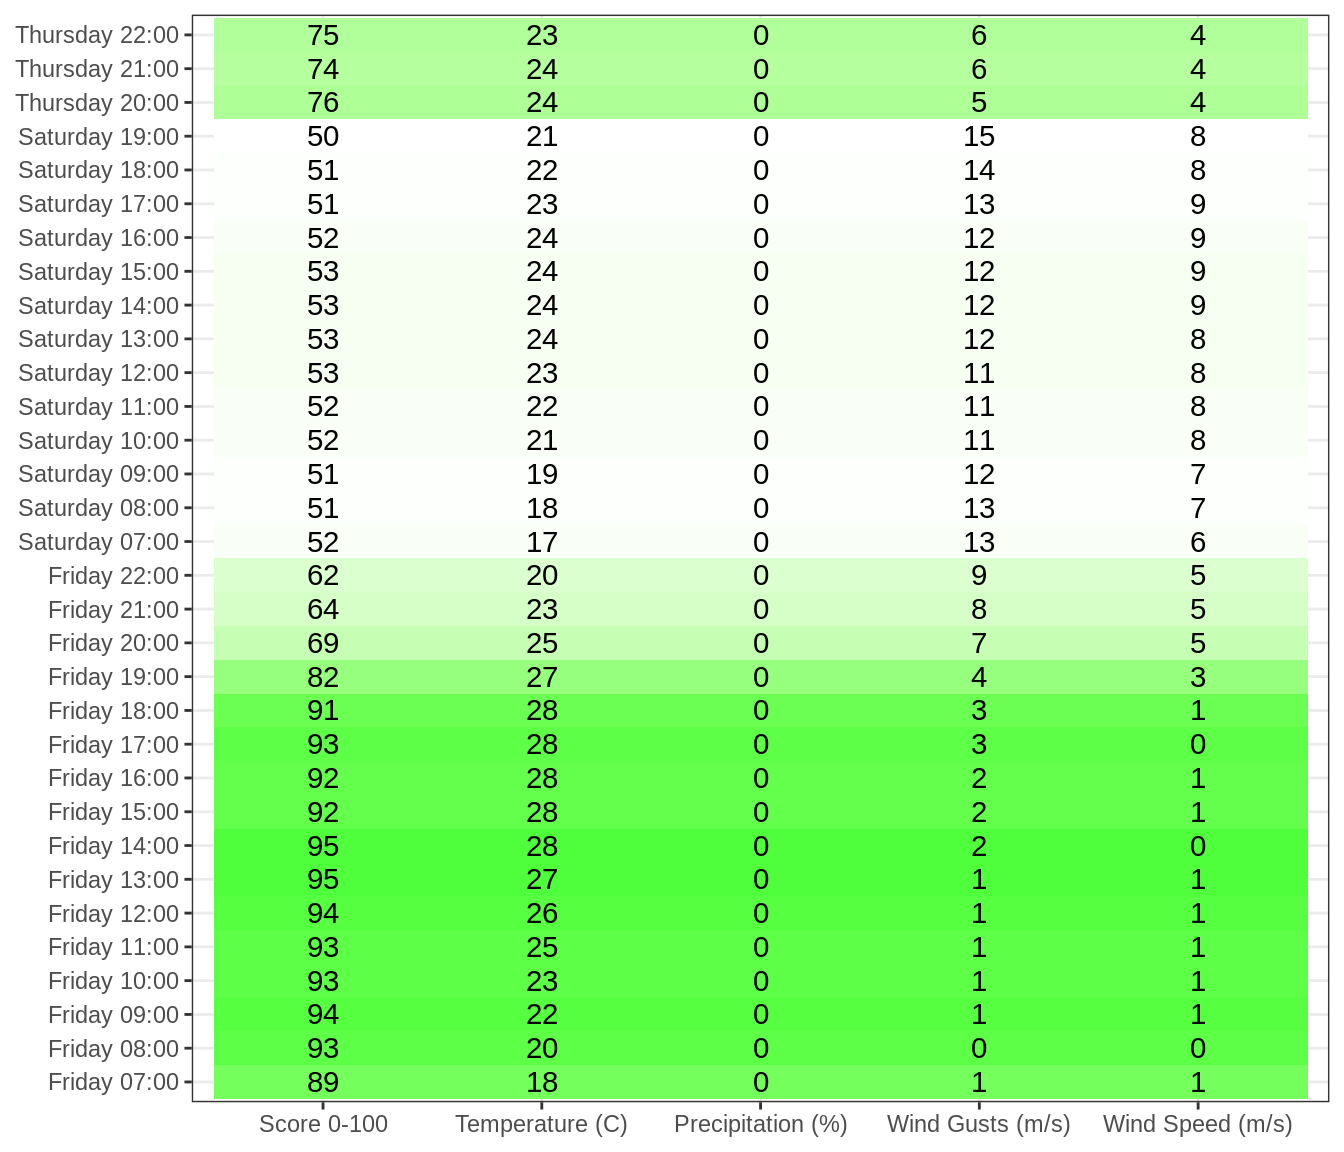 Thursday 22:00 75 23 0 6 4
Thursday 21:00 74 24 0 6 4
Thursday 20:00 76 24 0 5 4
Saturday 19:00 50 21 0 15 8
Saturday 18:00 51 22 0 14 8
Saturday 17:00 51 23 0 13 9
Saturday 16:00 52 24 0 12 9
Saturday 15:00 53 24 0 12 9
Saturday 14:00 53 24 0 12 9
Saturday 13:00 53 24 0 12 8
Saturday 12:00 53 23 0 11 8
Saturday 11:00 52 22 0 11 8
Saturday 10:00 52 21 0 11 8
Saturday 09:00 51 19 0 12 7
Saturday 08:00 51 18 0 13 7
Saturday 07:00 52 17 0 13 6
Friday 22:00 62 20 0 9 5
Friday 21:00 64 23 0 8 5
Friday 20:00 69 25 0 7 5
Friday 19:00 82 27 0 4 3
Friday 18:00 91 28 0 3 1
Friday 17:00 93 28 0 3 0
Friday 16:00 92 28 0 2 1
Friday 15:00 92 28 0 2 1
Friday 14:00 95 28 0 2 0
Friday 13:00 95 27 0 1 1
Friday 12:00 94 26 0 1 1
Friday 11:00 93 25 0 1 1
Friday 10:00 93 23 0 1 1
Friday 09:00 94 22 0 1 1
Friday 08:00 93 20 0 0 0
Friday 07:00 89 18 0 1 1
Score 0-100 Temperature (C) Precipitation (%) Wind Gusts (m/s) Wind Speed (m/s)